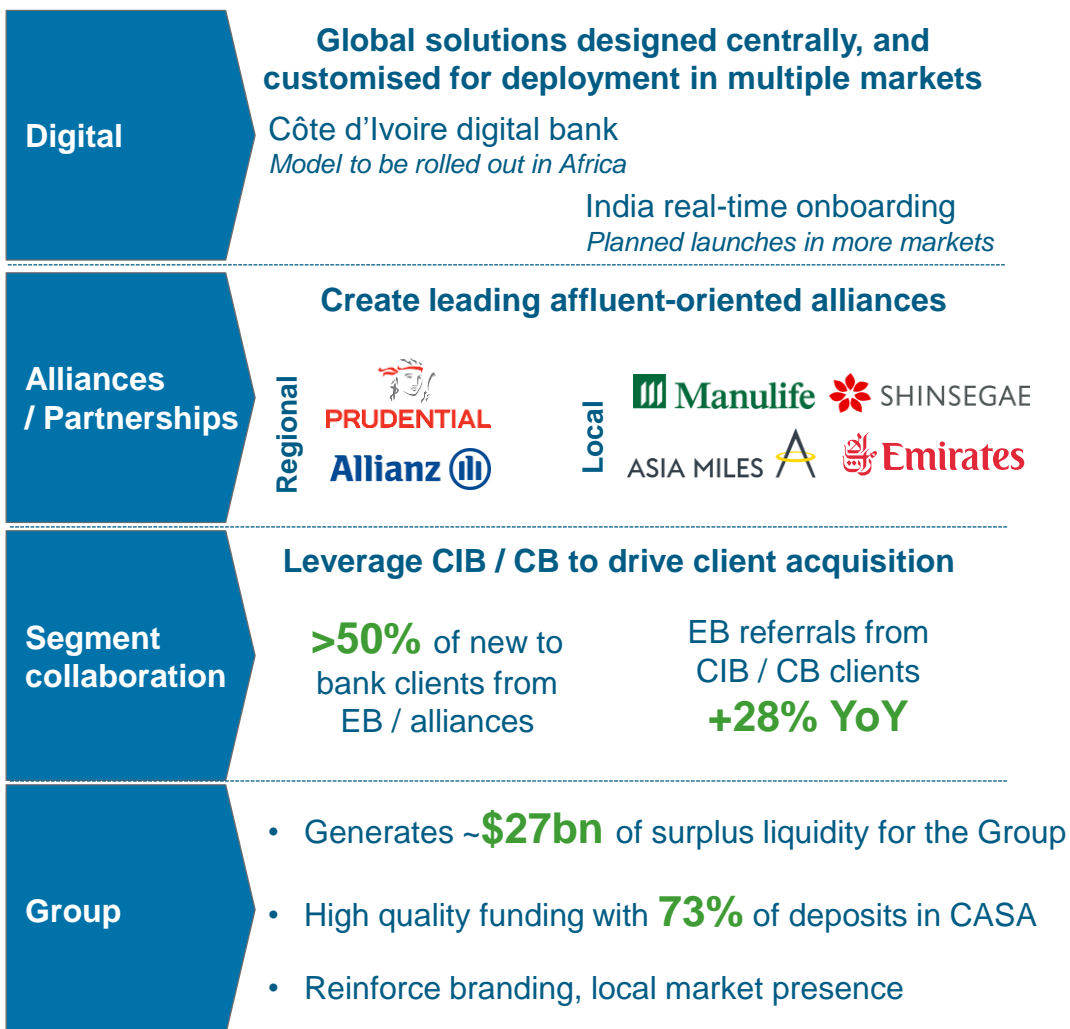 Digital
Global solutions designed centrally, and
customised for deployment in multiple markets
Côte d’Ivoire digital bank
Model to be rolled out in Africa
India real-time onboarding
Planned launches in more markets
Alliances
/ Partnerships
Create leading affluent-oriented alliances
Regional
PRUDENTIAL
Allianz
Local
Manulife
SHINSEGAE
ASIA MILES
Emirates
Segment
collaboration
Leverage CIB / CB to drive client acquisition
>50% of new to
bank clients from
EB / alliances
EB referrals from
CIB / CB clients
+28% YoY
Group
• Generates ~$27bn of surplus liquidity for the Group
• High quality funding with 73% of deposits in CASA
• Reinforce branding, local market presence